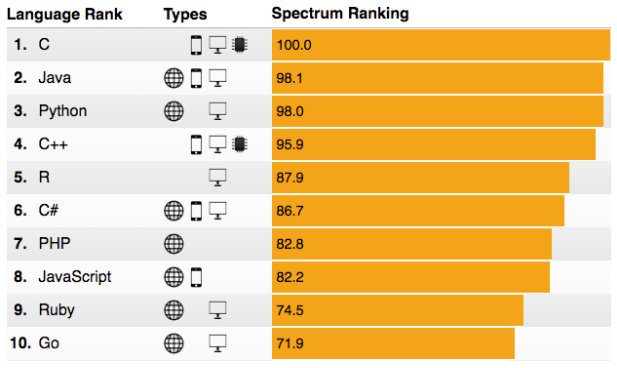 Language Rank Types Spectrum Ranking
1. C 100.0
2. Java 98.1
3. Python 98.0
4. C++ 95.9
5. R 87.9
6. C# 86.7
7. PHP 82.8
8. JavaScript 82.2
9. Ruby 74.5
10. Go 71.9